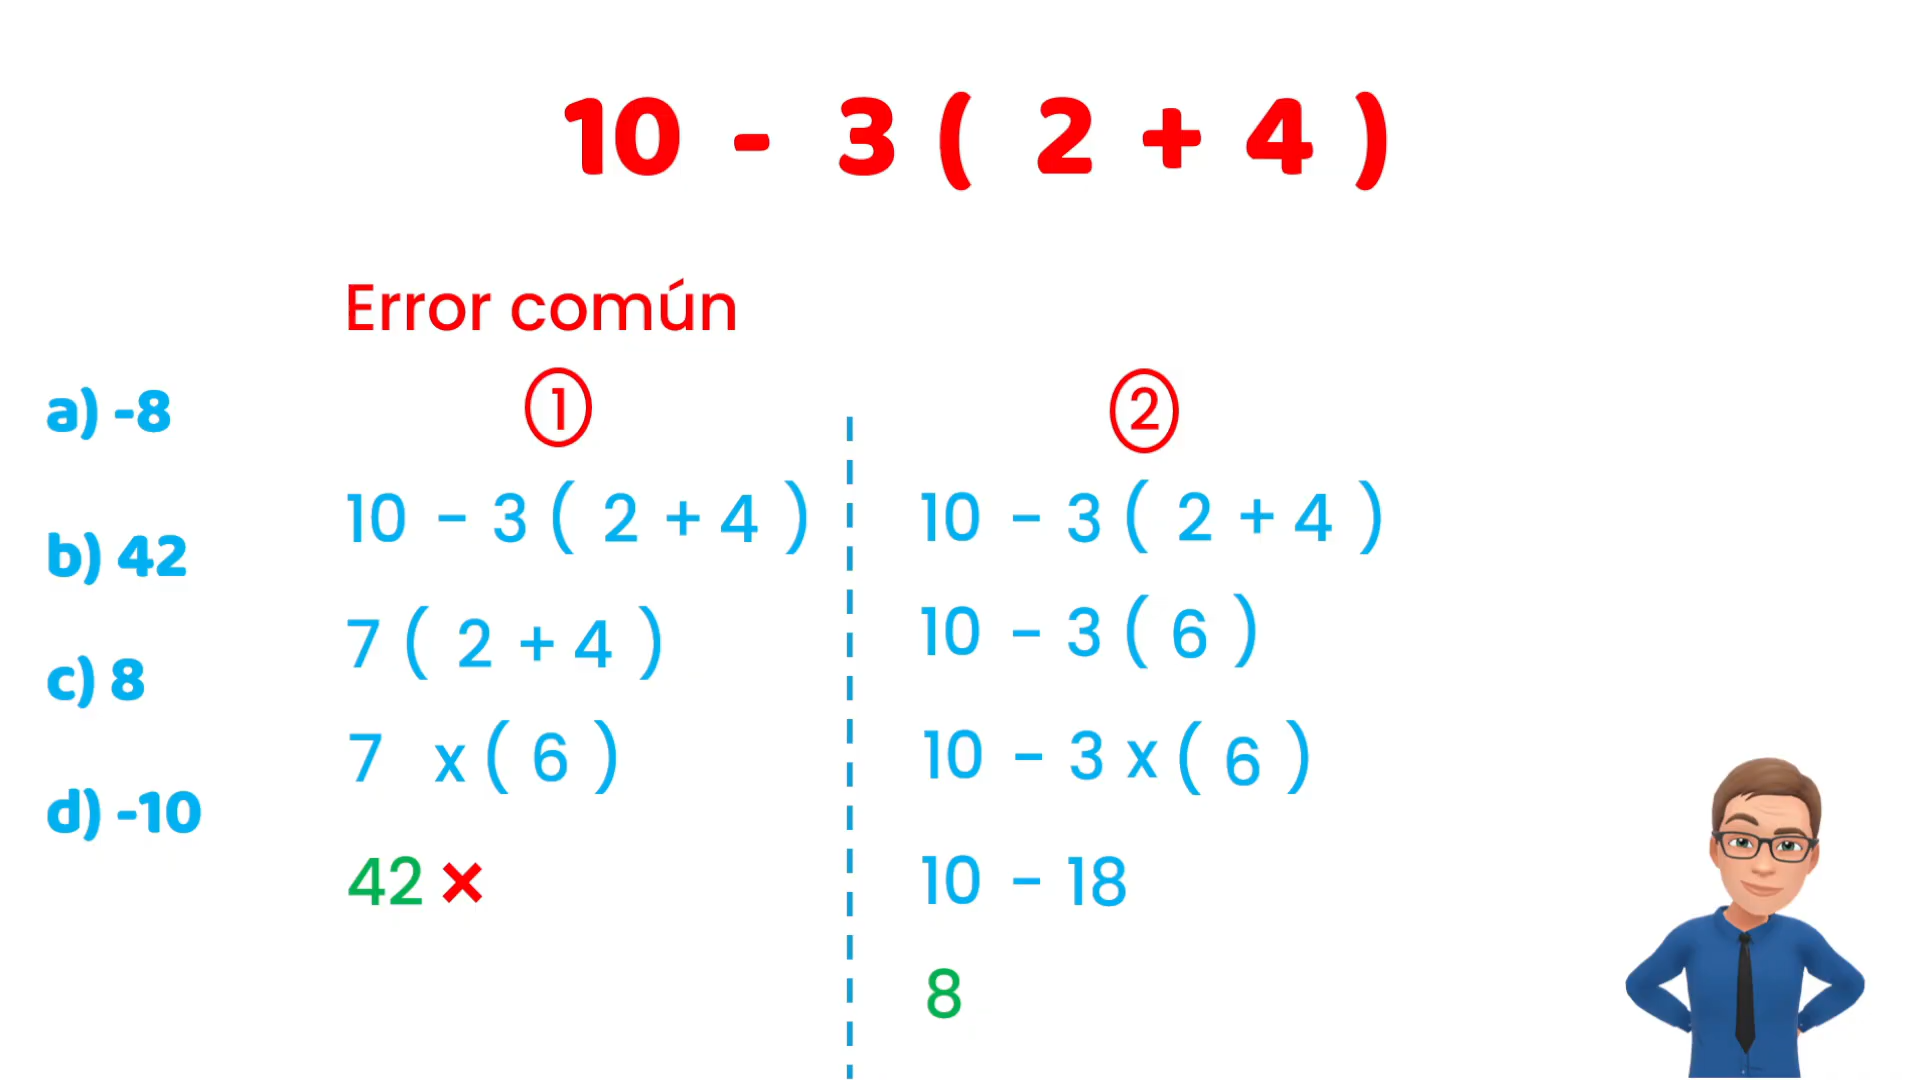 10 - 3 ( 2 + 4 )
Error común
a) -8
b) 42
c) 8
d) -10
1
10 - 3 ( 2 + 4 )
7 ( 2 + 4 )
7 x ( 6 )
42 ×
2
10 - 3 ( 2 + 4 )
10 - 3 ( 6 )
10 - 3 x ( 6 )
10 - 18
8